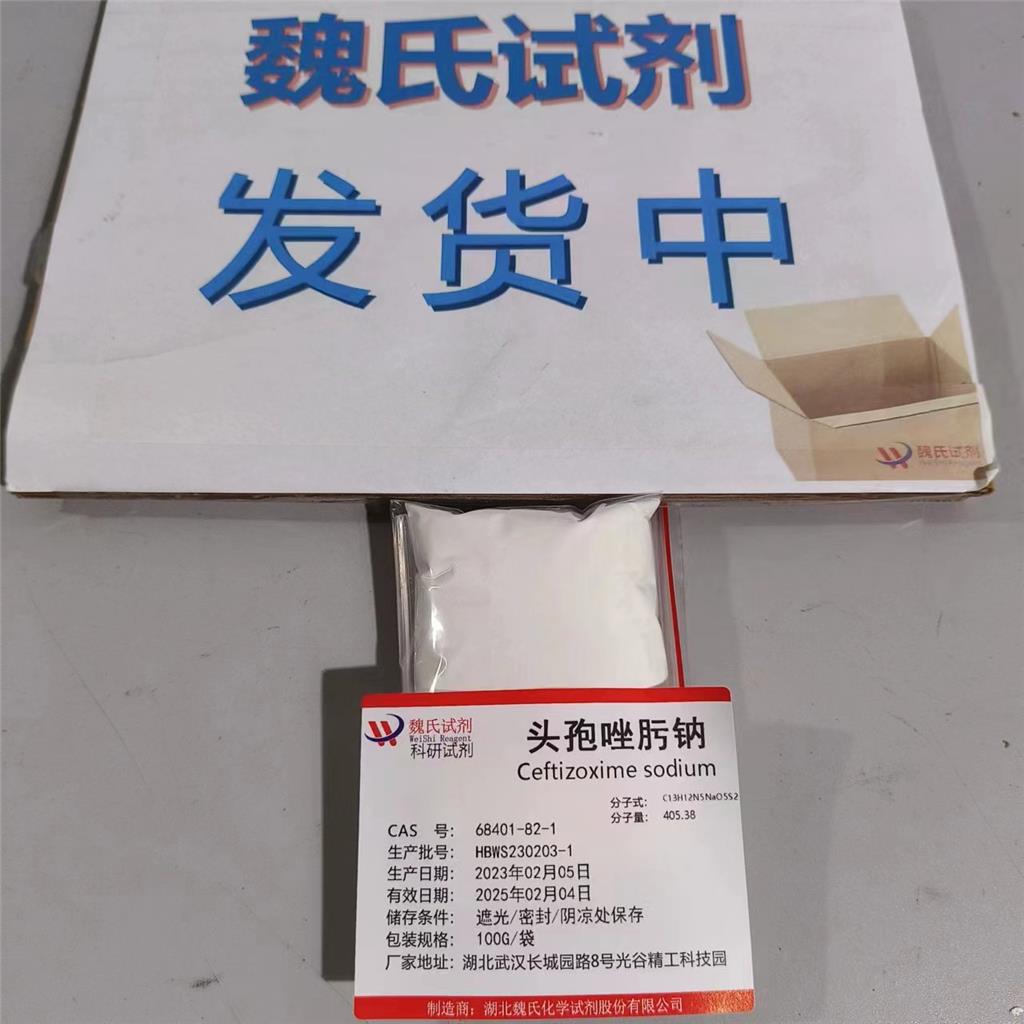 魏氏试剂
发货中
魏氏试剂
魏氏试剂
WeiShi Reagent
科研试剂
头孢唑肟钠
Ceftizoxime sodium
分子式: C13H12N5NaO5S2
分子量: 405.38
CAS 号: 68401-82-1
生产批号: HBWS230203-1
生产日期: 2023年02月05日
有效日期: 2025年02月04日
储存条件: 遮光/密封/阴凉处保存
包装规格: 100G/袋
厂家地址: 湖北武汉长城园路8号光谷精工科技园
制造商: 湖北魏氏化学试剂股份有限公司